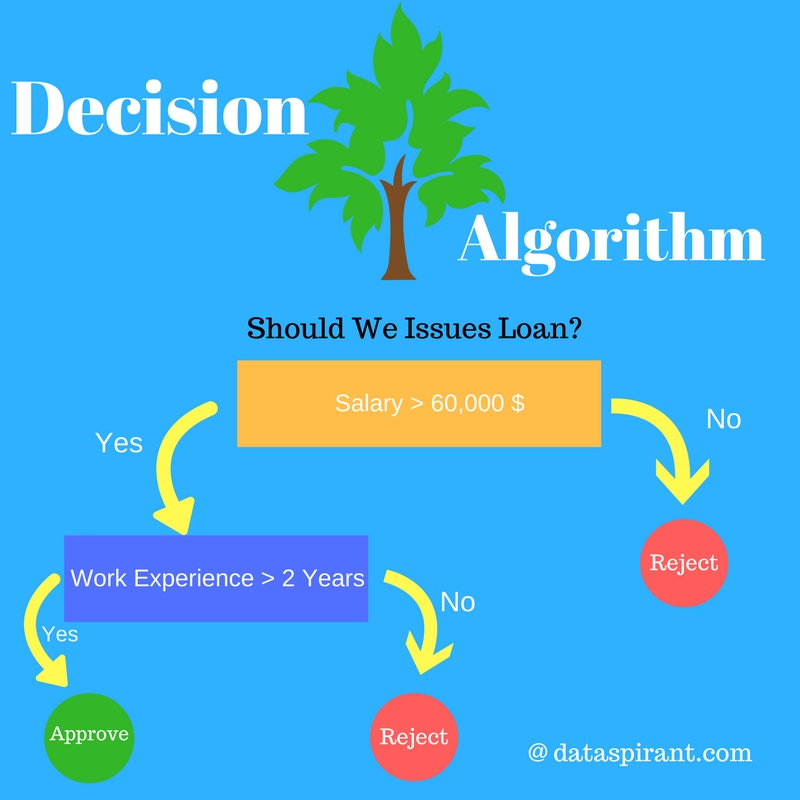 Decision
Algorithm
Should We Issues Loan?
Salary > 60,000 $
Yes
No
Work Experience > 2 Years
Reject
Yes
No
Approve
Reject
@ dataspirant.com